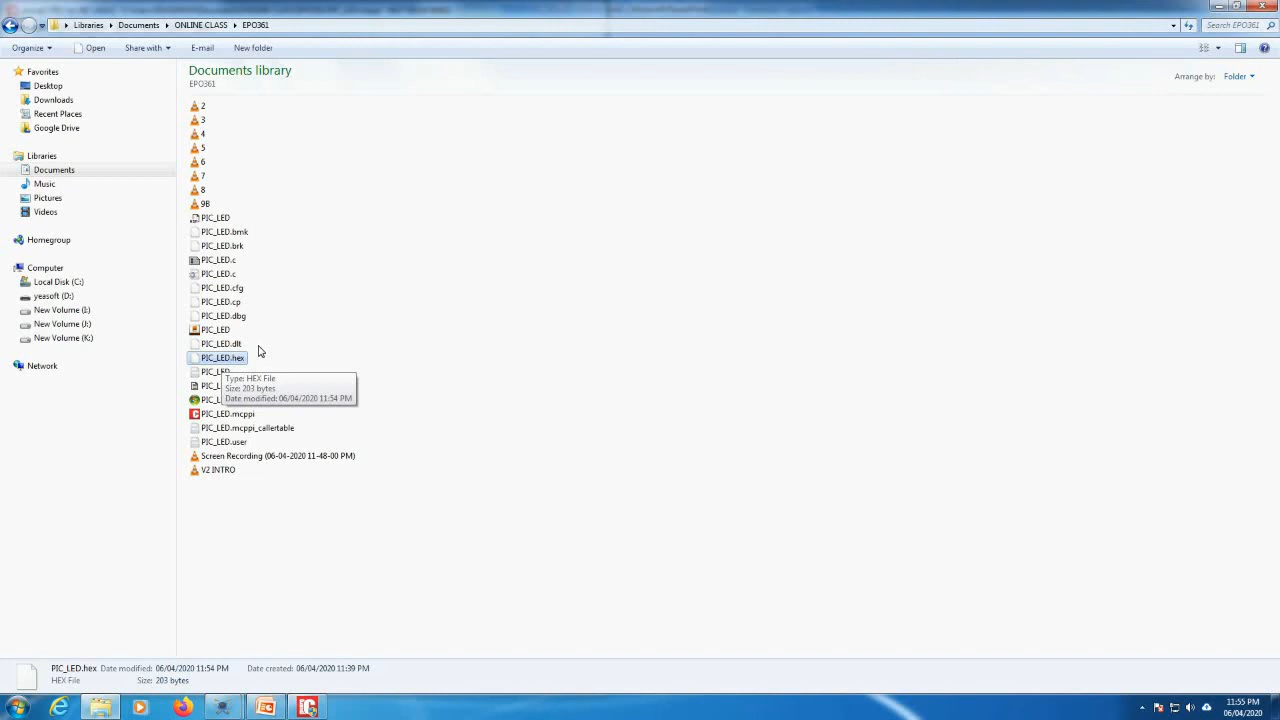 Libraries
Documents
ONLINE CLASS
EPO361
Search EPO361
Organize
Open
Share with
E-mail
New folder
Favorites
Desktop
Downloads
Recent Places
Google Drive
Libraries
Documents
Music
Pictures
Videos
Homegroup
Computer
Local Disk (C:)
yeasoft (D:)
New Volume (I:)
New Volume (J:)
New Volume (K:)
Network
Documents library
EPO361
Arrange by: Folder
2
3
4
5
6
7
8
9B
PIC_LED
PIC_LED.bmk
PIC_LED.brk
PIC_LED.c
PIC_LED.c
PIC_LED.cfg
PIC_LED.cp
PIC_LED.dbg
PIC_LED
PIC_LED.dlt
PIC_LED.hex
PIC_LED
PIC_L
PIC_L
Type: HEX File
Size: 203 bytes
Date modified: 06/04/2020 11:54 PM
PIC_LED.mcppi
PIC_LED.mcppi_callertable
PIC_LED.user
Screen Recording (06-04-2020 11-48-00 PM)
V2 INTRO
PIC_LED.hex Date modified: 06/04/2020 11:54 PM Date created: 06/04/2020 11:39 PM
HEX File Size: 203 bytes
11:55 PM
06/04/2020